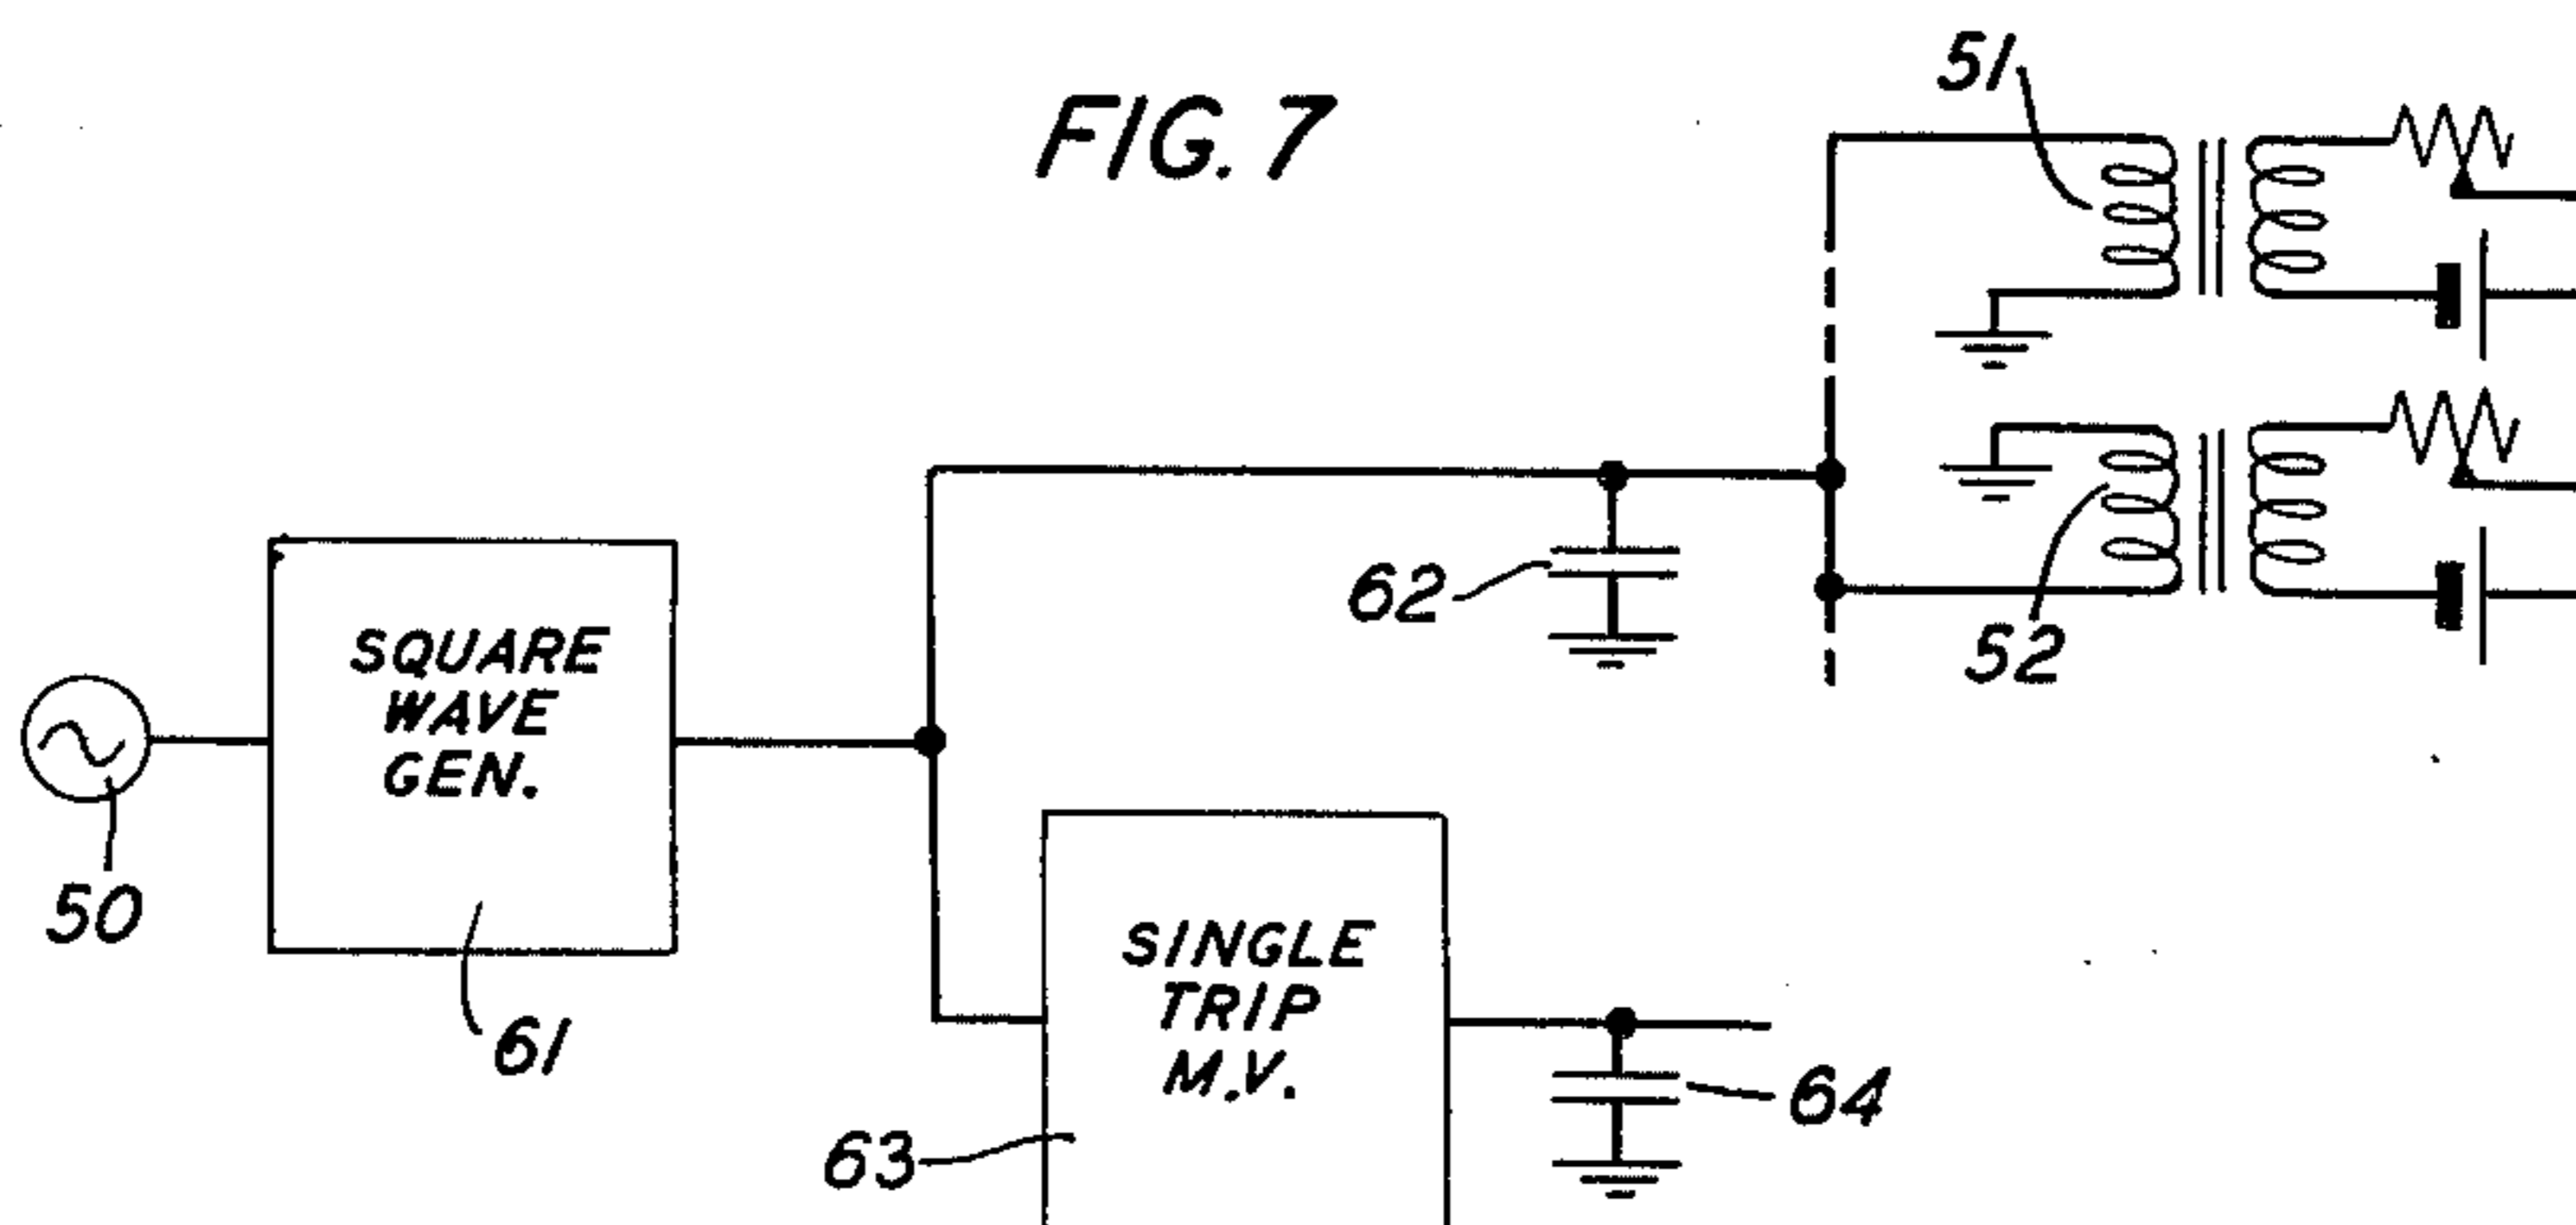 FIG. 7
51
52
62
SQUARE
WAVE
GEN.
50
61
SINGLE
TRIP
M.V.
63
64